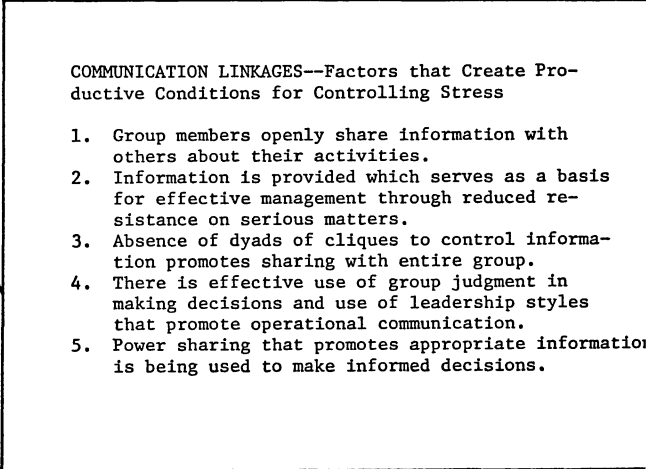 COMMUNICATION LINKAGES--Factors that Create Pro-
ductive Conditions for Controlling Stress
1. Group members openly share information with
others about their activities.
2. Information is provided which serves as a basis
for effective management through reduced re-
sistance on serious matters.
3. Absence of dyads of cliques to control informa-
tion promotes sharing with entire group.
4. There is effective use of group judgment in
making decisions and use of leadership styles
that promote operational communication.
5. Power sharing that promotes appropriate information
is being used to make informed decisions.